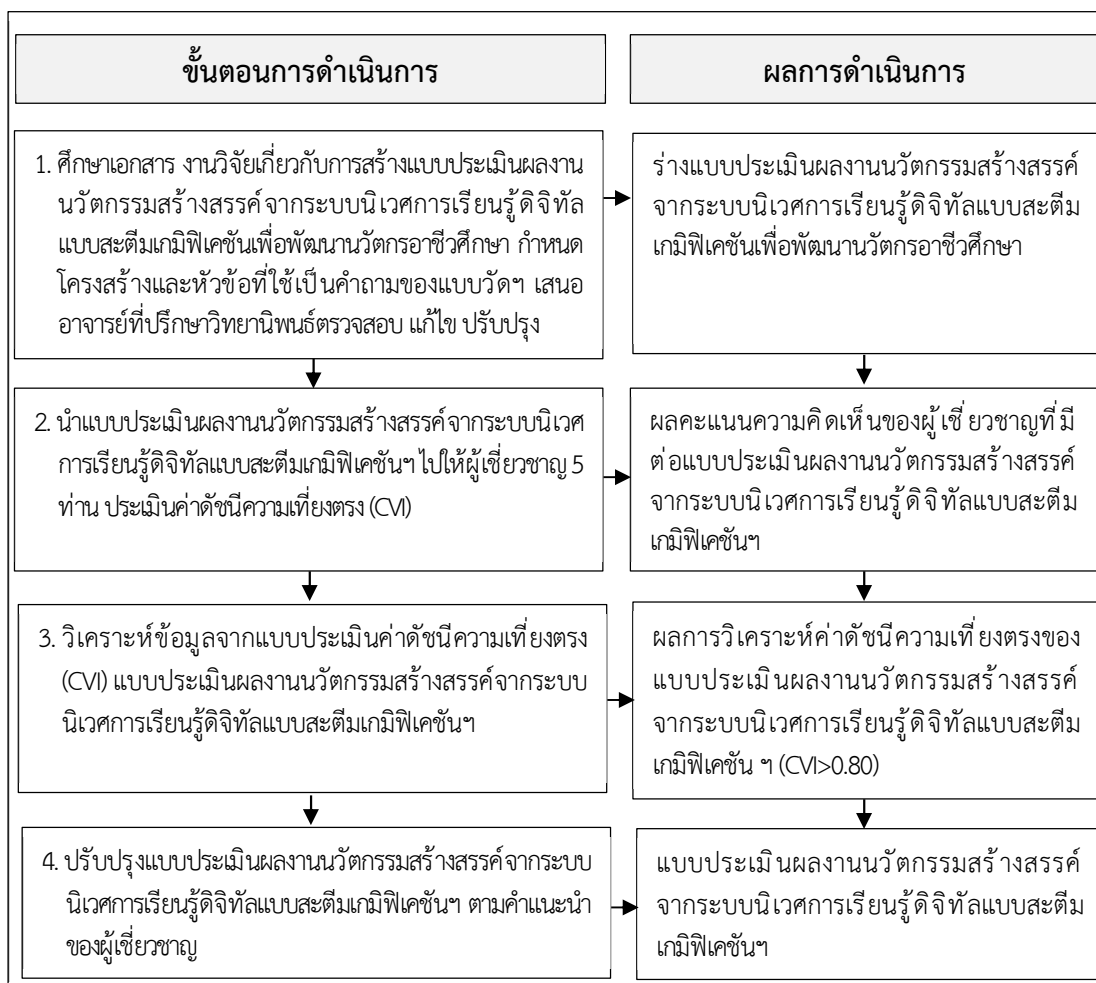 ขั้นตอนการดำเนินการ
ผลการดำเนินการ
1. ศึกษาเอกสาร งานวิจัยเกี่ยวกับการสร้างแบบประเมินผลงาน
นวัตกรรมสร้างสรรค์จากระบบนิเวศการเรียนรู้ดิจิทัล
แบบสะตีมเกมิฟิเคชันเพื่อพัฒนานวัตกรอาชีวศึกษา กำหนด
โครงสร้างและหัวข้อที่ใช้เป็นคำถามของแบบวัดฯ เสนอ
อาจารย์ที่ปรึกษาวิทยานิพนธ์ตรวจสอบ แก้ไข ปรับปรุง
ร่างแบบประเมินผลงานนวัตกรรมสร้างสรรค์
จากระบบนิเวศการเรียนรู้ดิจิทัลแบบสะตีม
เกมิฟิเคชันเพื่อพัฒนานวัตกรอาชีวศึกษา
2. นำแบบประเมินผลงานนวัตกรรมสร้างสรรค์จากระบบนิเวศ
การเรียนรู้ดิจิทัลแบบสะตีมเกมิฟิเคชันฯ ไปให้ผู้เชี่ยวชาญ 5
ท่าน ประเมินค่าดัชนีความเที่ยงตรง (CVI)
ผลคะแนนความคิดเห็นของผู้เชี่ยวชาญที่มี
ต่อแบบประเมินผลงานนวัตกรรมสร้างสรรค์
จากระบบนิเวศการเรียนรู้ดิจิทัลแบบสะตีม
เกมิฟิเคชันฯ
3. วิเคราะห์ข้อมูลจากแบบประเมินค่าดัชนีความเที่ยงตรง
(CVI) แบบประเมินผลงานนวัตกรรมสร้างสรรค์จากระบบ
นิเวศการเรียนรู้ดิจิทัลแบบสะตีมเกมิฟิเคชันฯ
ผลการวิเคราะห์ค่าดัชนีความเที่ยงตรงของ
แบบประเมินผลงานนวัตกรรมสร้างสรรค์
จากระบบนิเวศการเรียนรู้ดิจิทัลแบบสะตีม
เกมิฟิเคชัน ฯ (CVI>0.80)
4. ปรับปรุงแบบประเมินผลงานนวัตกรรมสร้างสรรค์จากระบบ
นิเวศการเรียนรู้ดิจิทัลแบบสะตีมเกมิฟิเคชันฯ ตามคำแนะนำ
ของผู้เชี่ยวชาญ
แบบประเมินผลงานนวัตกรรมสร้างสรรค์
จากระบบนิเวศการเรียนรู้ดิจิทัลแบบสะตีม
เกมิฟิเคชันฯ